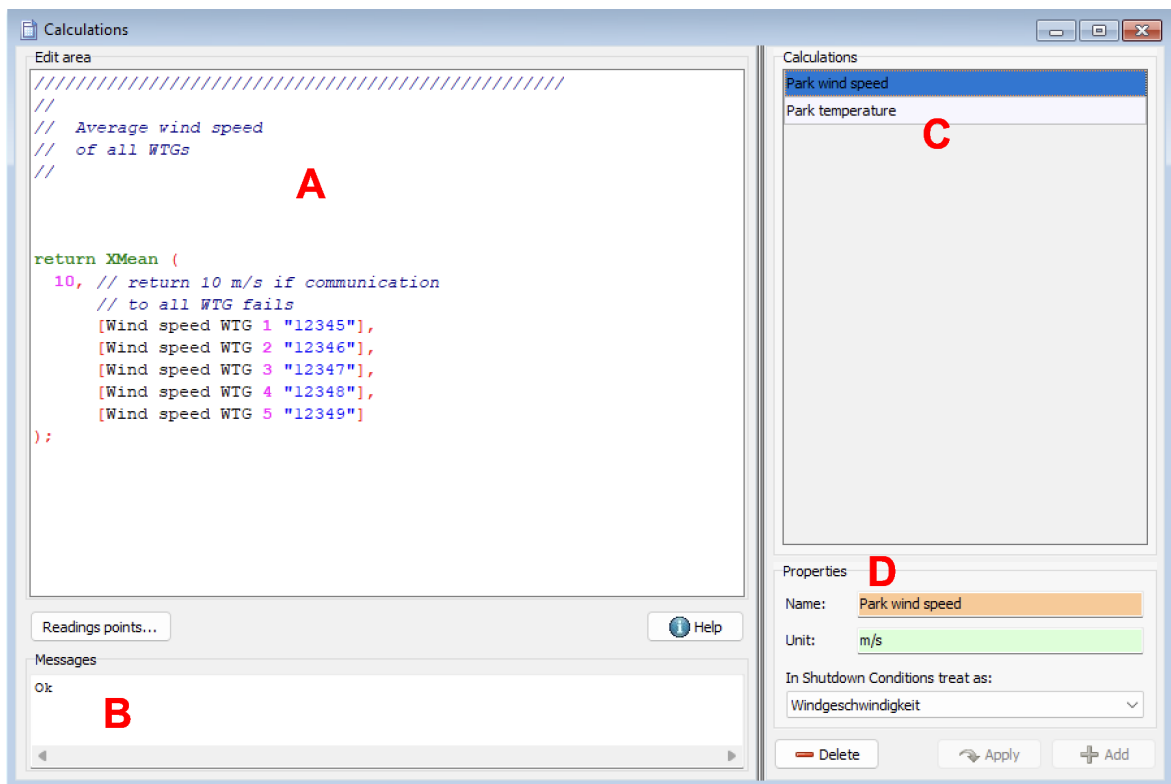 Calculations
Edit area
///////////////////////////////////////////////////
//
//  Average wind speed
//  of all WTGs
//
A
return XMean (
  10, // return 10 m/s if communication
      // to all WTG fails
      [Wind speed WTG 1 "12345"],
      [Wind speed WTG 2 "12346"],
      [Wind speed WTG 3 "12347"],
      [Wind speed WTG 4 "12348"],
      [Wind speed WTG 5 "12349"]
);
Readings points...
Help
Messages
Ok
B
Calculations
Park wind speed
Park temperature
C
Properties
D
Name: Park wind speed
Unit: m/s
In Shutdown Conditions treat as:
Windgeschwindigkeit
Delete Apply Add